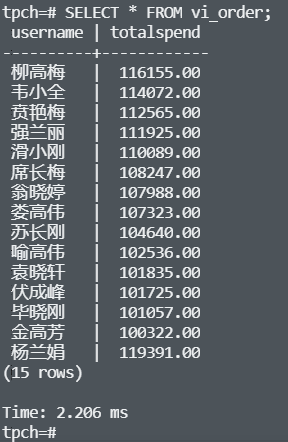 tpch=# SELECT * FROM vi_order;
username | totalspend
----------+------------
柳高梅 | 116155.00
韦小全 | 114072.00
贲艳梅 | 112565.00
强兰丽 | 111925.00
滑小刚 | 110089.00
席长梅 | 108247.00
翁晓婷 | 107988.00
娄高伟 | 107323.00
苏长刚 | 104640.00
喻高伟 | 102536.00
袁晓轩 | 101835.00
伏成峰 | 101725.00
毕晓刚 | 101057.00
金高芳 | 100322.00
杨兰娟 | 119391.00
(15 rows)
Time: 2.206 ms
tpch=#